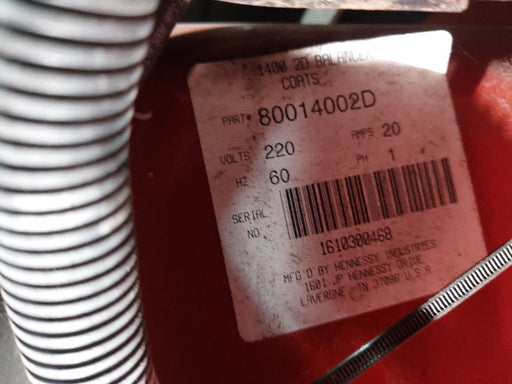 1400 2D BALANCER
COATS
PART# 80014002D
VOLTS 220 AMPS 20
HZ 60 PH 1
SERIAL
NO
1610300468
MFG'D BY HENNESSY INDUSTRIES
1601 JP HENNESSY DRIVE
LAVERGNE, TN 37086 U.S.A